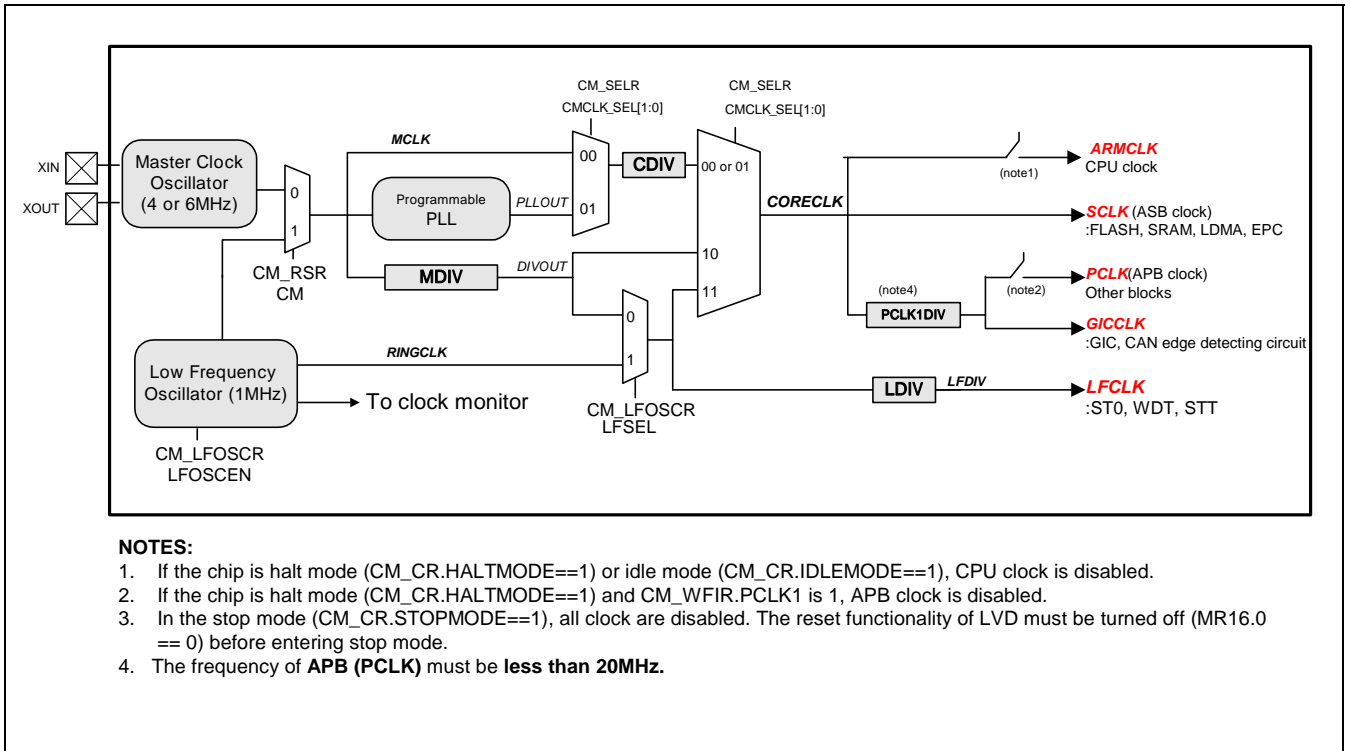 CM_SELR
CMCLK_SEL[1:0]
CM_SELR
CMCLK_SEL[1:0]
XIN
XOUT
Master Clock
Oscillator
(4 or 6MHz)
0
1
CM_RSR
CM
MCLK
Programmable
PLL
PLLOUT
00
01
CDIV
00 or 01
10
11
MDIV
DIVOUT
0
1
CM_LFOSCR
LFSEL
RINGCLK
Low Frequency
Oscillator (1MHz)
To clock monitor
CM_LFOSCR
LFOSCEN
CORECLK
(note1)
ARMCLK
CPU clock
SCLK (ASB clock)
:FLASH, SRAM, LDMA, EPC
(note4)
PCLK1DIV
(note2)
PCLK(APB clock)
Other blocks
GICCLK
:GIC, CAN edge detecting circuit
LDIV
LFDIV
LFCLK
:ST0, WDT, STT
NOTES:
1. If the chip is halt mode (CM_CR.HALTMODE==1) or idle mode (CM_CR.IDLEMODE==1), CPU clock is disabled.
2. If the chip is halt mode (CM_CR.HALTMODE==1) and CM_WFIR.PCLK1 is 1, APB clock is disabled.
3. In the stop mode (CM_CR.STOPMODE==1), all clock are disabled. The reset functionality of LVD must be turned off (MR16.0
== 0) before entering stop mode.
4. The frequency of APB (PCLK) must be less than 20MHz.